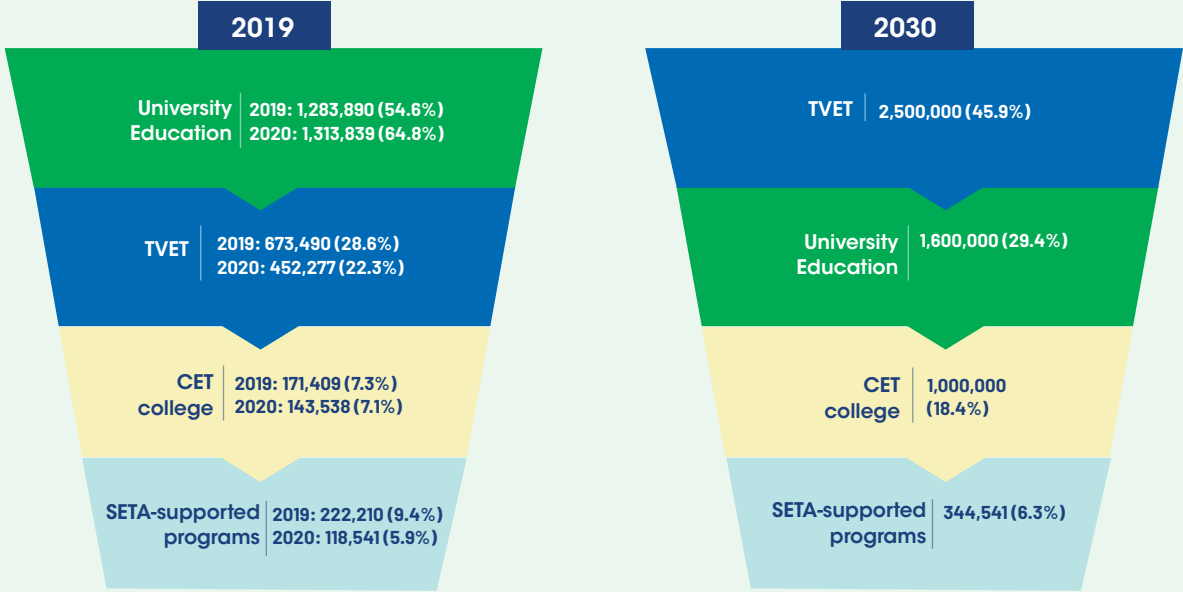 2019
University
Education
2019: 1,283,890 (54.6%)
2020: 1,313,839 (64.8%)
TVET
2019: 673,490 (28.6%)
2020: 452,277 (22.3%)
CET
college
2019: 171,409 (7.3%)
2020: 143,538 (7.1%)
SETA-supported
programs
2019: 222,210 (9.4%)
2020: 118,541 (5.9%)
2030
TVET
2,500,000 (45.9%)
University
Education
1,600,000 (29.4%)
CET
college
1,000,000
(18.4%)
SETA-supported
programs
344,541 (6.3%)